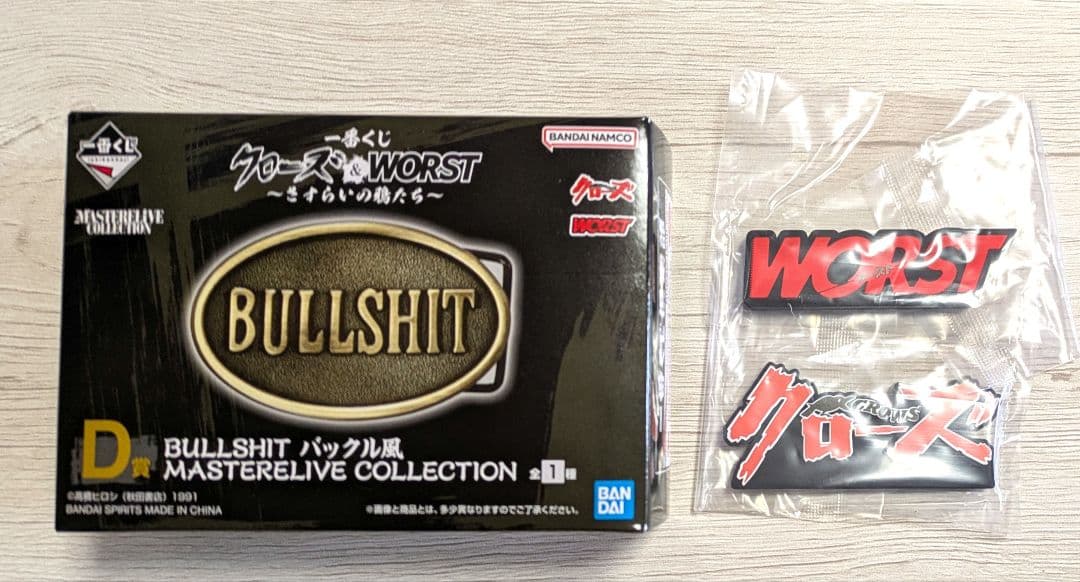 一番くじ
MASTERELIVE
COLLECTION
一番くじ
クローズ&WORST
～さすらいの鴉たち～
BANDAI NAMCO
クローズ
WORST
BULLSHIT
D賞
BULLSHIT バックル風
MASTERELIVE COLLECTION 全1種
©高橋ヒロシ（秋田書店）1991
BANDAI SPIRITS MADE IN CHINA
※画像と商品とは、多少異なりますのでご了承ください。
BAN
DAI
WORST
クローズ
CROWS